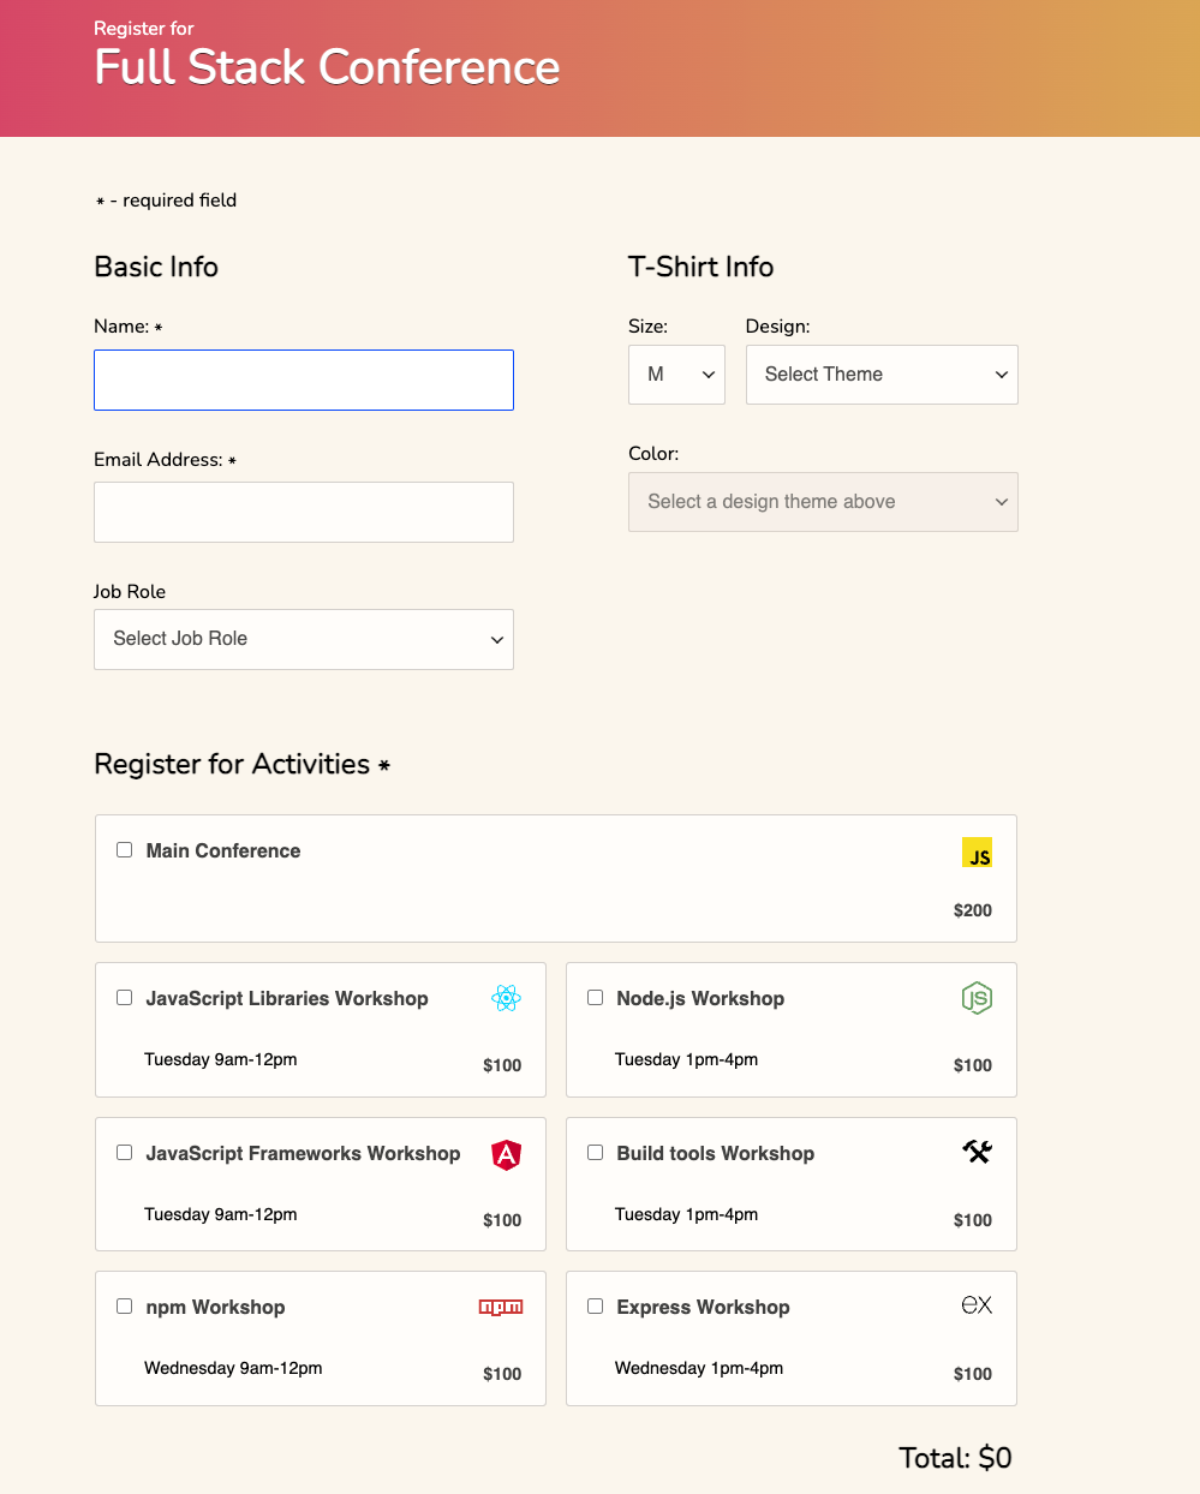 Register for
Full Stack Conference
* - required field
Basic Info
Name: *
Email Address: *
Job Role
Select Job Role
T-Shirt Info
Size:
Design:
M
Select Theme
Color:
Select a design theme above
Register for Activities *
Main Conference
JS
$200
JavaScript Libraries Workshop
Tuesday 9am-12pm
$100
Node.js Workshop
JS
Tuesday 1pm-4pm
$100
JavaScript Frameworks Workshop
A
Tuesday 9am-12pm
$100
Build tools Workshop
Tuesday 1pm-4pm
$100
npm Workshop
npm
Wednesday 9am-12pm
$100
Express Workshop
ex
Wednesday 1pm-4pm
$100
Total: $0